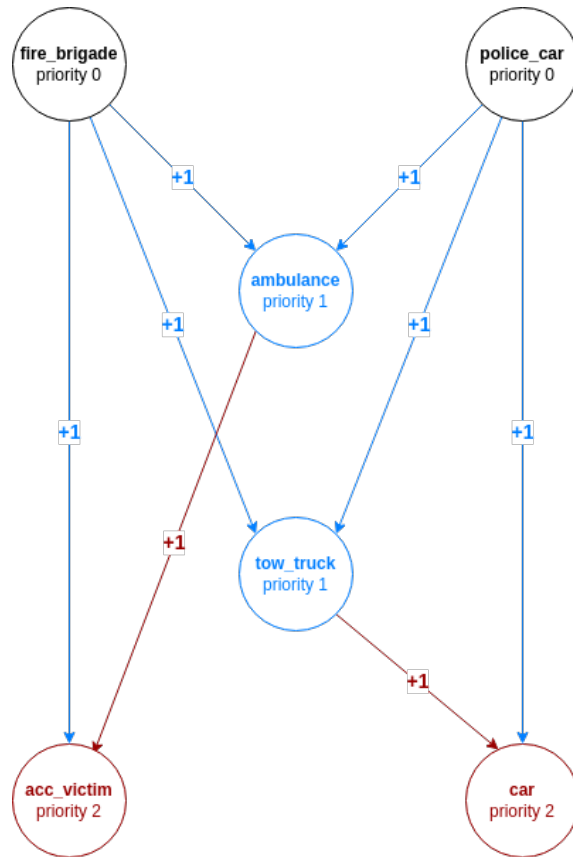 fire_brigade
priority 0
police_car
priority 0
+1
+1
ambulance
priority 1
+1
+1
+1
+1
+1
tow_truck
priority 1
+1
acc_victim
priority 2
car
priority 2